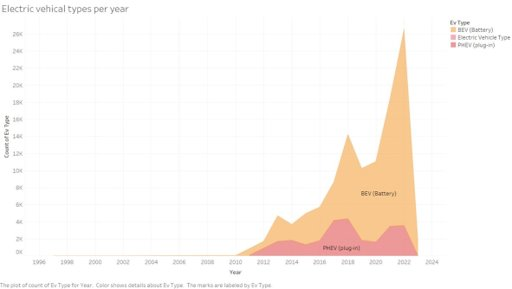 Electric vehical types per year
Ev Type
BEV (Battery)
Electric Vehicle Type
PHEV (plug-in)
26K
24K
22K
20K
18K
16K
14K
12K
10K
8K
6K
4K
2K
0K
Count of Ev Type
BEV (Battery)
PHEV (plug-in)
1996 1998 2000 2002 2004 2006 2008 2010 2012 2014 2016 2018 2020 2022 2024
Year
The plot of count of Ev Type for Year. Color shows details about Ev Type. The marks are labeled by Ev Type.